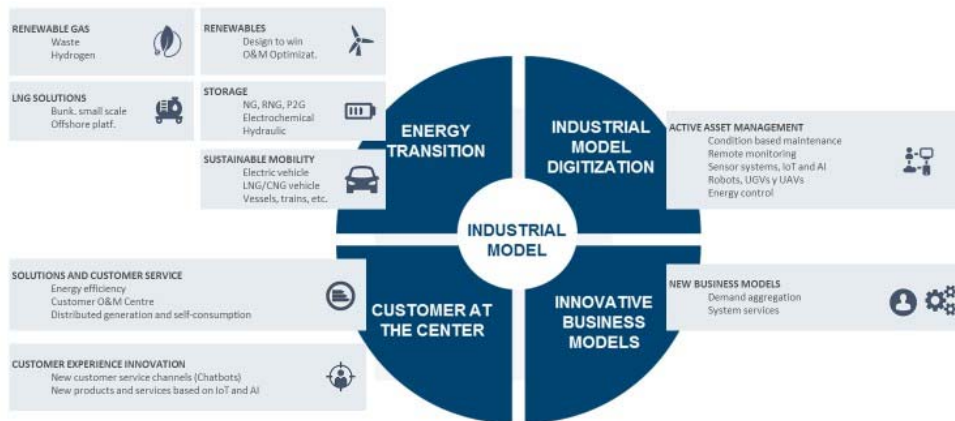 RENEWABLE GAS
Waste
Hydrogen
RENEWABLES
Design to win
O&M Optimizat.
LNG SOLUTIONS
Bunk. small scale
Offshore platf.
STORAGE
NG, RNG, P2G
Electrochemical
Hydraulic
SUSTAINABLE MOBILITY
Electric vehicle
LNG/CNG vehicle
Vessels, trains, etc.
ENERGY
TRANSITION
INDUSTRIAL
MODEL
DIGITIZATION
ACTIVE ASSET MANAGEMENT
Condition based maintenance
Remote monitoring
Sensor systems, IoT and AI
Robots, UGVs y UAVs
Energy control
INDUSTRIAL
MODEL
SOLUTIONS AND CUSTOMER SERVICE
Energy efficiency
Customer O&M Centre
Distributed generation and self-consumption
CUSTOMER EXPERIENCE INNOVATION
New customer service channels (Chatbots)
New products and services based on IoT and AI
CUSTOMER AT
THE CENTER
INNOVATIVE
BUSINESS
MODELS
NEW BUSINESS MODELS
Demand aggregation
System services